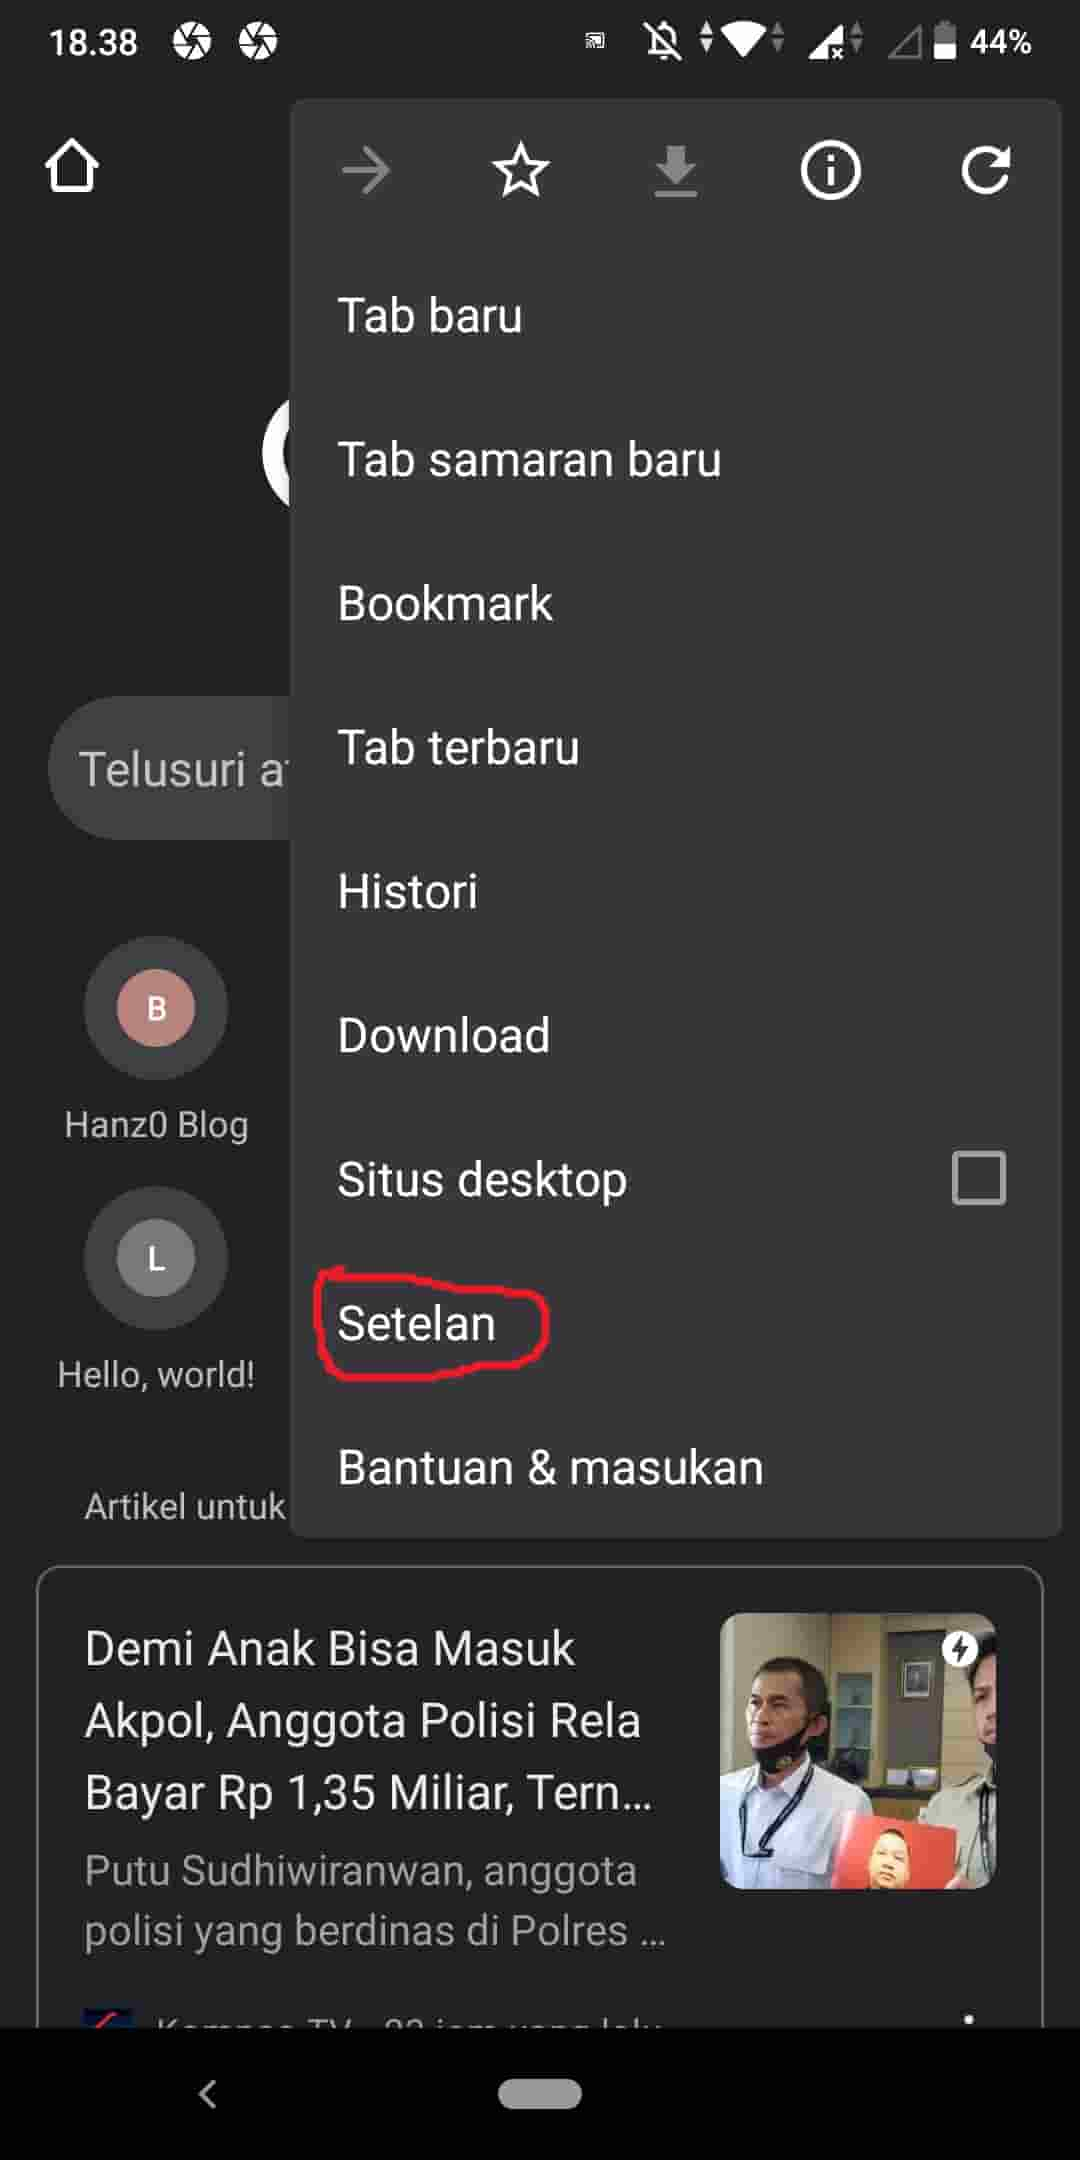 18.38
44%
Tab baru
Tab samaran baru
Bookmark
Tab terbaru
Telusuri
Histori
B
Download
Hanz0 Blog
Situs desktop
L
Setelan
Hello, world!
Bantuan & masukan
Artikel untuk
Demi Anak Bisa Masuk
Akpol, Anggota Polisi Rela
Bayar Rp 1,35 Miliar, Tern...
Putu Sudhiwiranwan, anggota
polisi yang berdinas di Polres ...